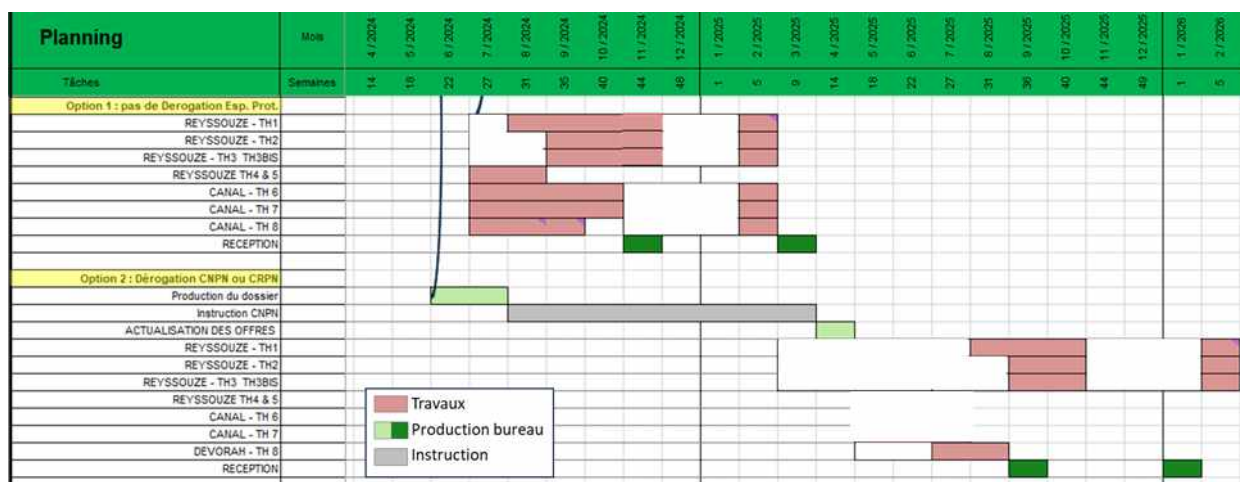 Planning Mois 4 / 2024 5 / 2024 6 / 2024 7 / 2024 8 / 2024 9 / 2024 10 / 2024 11 / 2024 12 / 2024 1 / 2025 2 / 2025 3 / 2025 4 / 2025 5 / 2025 6 / 2025 7 / 2025 8 / 2025 9 / 2025 10 / 2025 11 / 2025 12 / 2025 1 / 2026 2 / 2026
Tâches Semaines 14 18 22 27 31 35 40 44 48 1 5 9 14 18 22 27 31 36 40 44 49 1 5
Option 1 : pas de Derogation Esp. Prot.
REYSSOUZE - TH1
REYSSOUZE - TH2
REYSSOUZE - TH3 TH3BIS
REYSSOUZE TH4 & 5
CANAL - TH 6
CANAL - TH 7
CANAL - TH 8
RECEPTION
Option 2 : Dérogation CNPN ou CRPN
Production du dossier
Instruction CNPN
ACTUALISATION DES OFFRES
REYSSOUZE - TH1
REYSSOUZE - TH2
REYSSOUZE - TH3 TH3BIS
REYSSOUZE TH4 & 5
CANAL - TH 6
CANAL - TH 7
DEVORAH - TH 8
RECEPTION
Travaux
Production bureau
Instruction